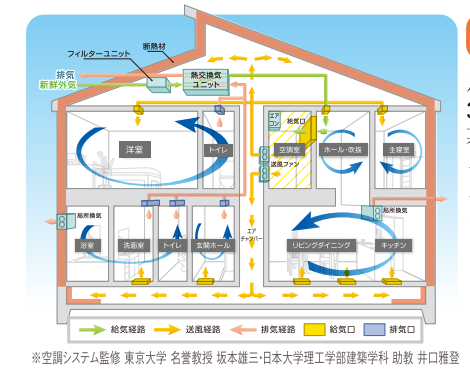 断熱材
フィルターユニット
排気
新鮮外気
熱交換気
ユニット
エア
コン
給気口
洋室
トイレ
空調室
ホール・吹抜
主寝室
送風ファン
局所換気
局所換気
エア
チャンバー
浴室
洗面室
トイレ
玄関ホール
リビングダイニング
キッチン
給気経路
送風経路
排気経路
給気口
排気口
※空調システム監修 東京大学 名誉教授 坂本雄三・日本大学理工学部建築学科 助教 井口雅登